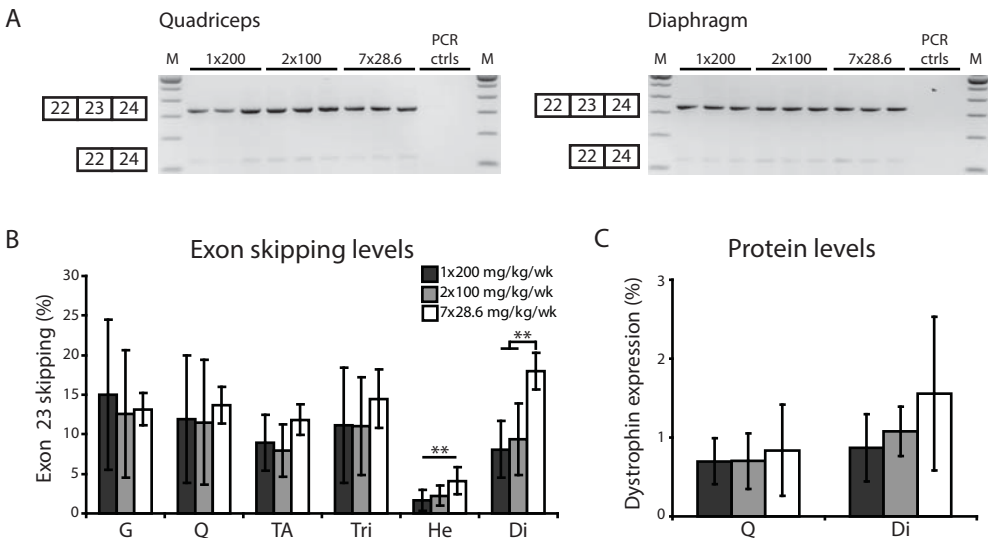 A
Quadriceps
M 1x200 2x100 7x28.6 PCR ctrls M
22 23 24
22 24
Diaphragm
M 1x200 2x100 7x28.6 PCR ctrls M
22 23 24
22 24
B
Exon skipping levels
Exon 23 skipping (%)
30
25
20
15
10
5
0
1x200 mg/kg/wk
2x100 mg/kg/wk
7x28.6 mg/kg/wk
**
**
G Q TA Tri He Di
C
Protein levels
Dystrophin expression (%)
3
2
1
0
Q Di